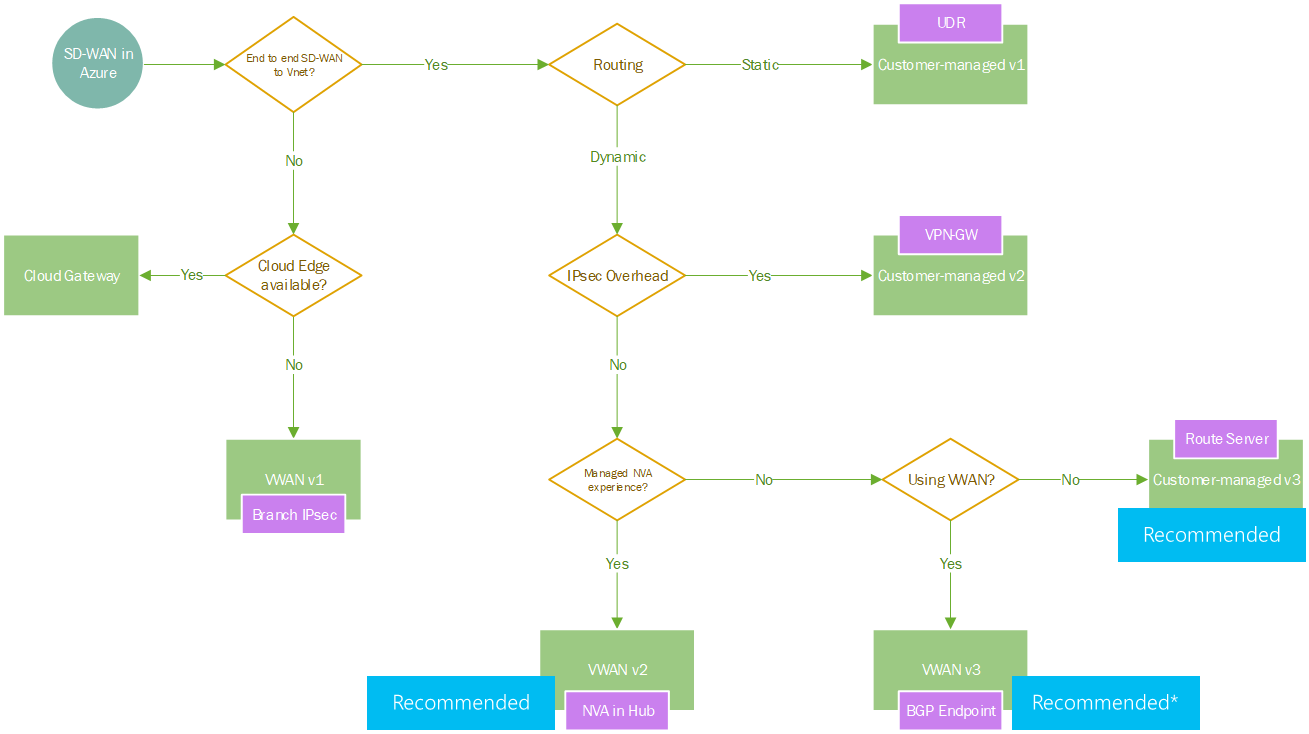 UDR
SD-WAN in
Azure
End to end SD-WAN
to Vnet?
Yes
Routing
Static
Customer-managed v1
No
Dynamic
VPN-GW
Cloud Gateway
Yes
Cloud Edge
available?
IPsec Overhead
Yes
Customer-managed v2
No
No
Route Server
VWAN v1
Branch IPsec
Managed NVA
experience?
No
Using VWAN?
No
Customer-managed v3
Recommended
Yes
Yes
VWAN v2
VWAN v3
Recommended
NVA in Hub
BGP Endpoint
Recommended*